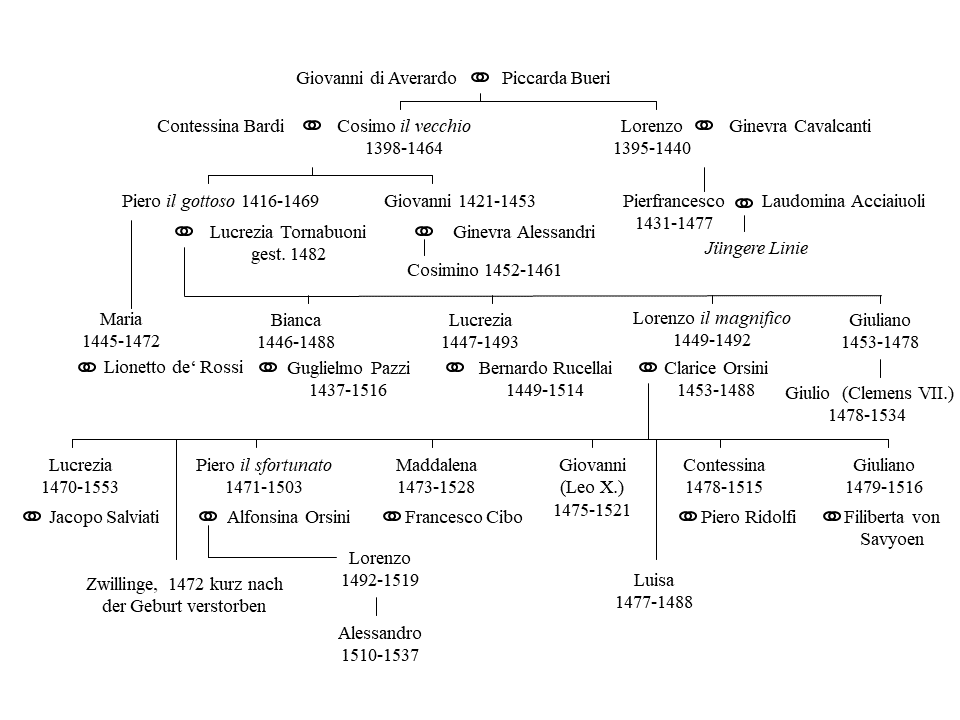 Giovanni di Averardo ⚭ Piccarda Bueri
Contessina Bardi ⚭ Cosimo il vecchio
1398-1464
Lorenzo ⚭ Ginevra Cavalcanti
1395-1440
Piero il gottoso 1416-1469
⚭ Lucrezia Tornabuoni
gest. 1482
Giovanni 1421-1453
⚭ Ginevra Alessandri
Cosimino 1452-1461
Pierfrancesco ⚭ Laudomina Acciaiuoli
1431-1477
Jüngere Linie
Maria
1445-1472
⚭ Lionetto de‘ Rossi
Bianca
1446-1488
⚭ Guglielmo Pazzi
1437-1516
Lucrezia
1447-1493
⚭ Bernardo Rucellai
1449-1514
Lorenzo il magnifico
1449-1492
⚭ Clarice Orsini
1453-1488
Giuliano
1453-1478
Giulio (Clemens VII.)
1478-1534
Lucrezia
1470-1553
⚭ Jacopo Salviati
Zwillinge, 1472 kurz nach
der Geburt verstorben
Piero il sfortunato
1471-1503
⚭ Alfonsina Orsini
Lorenzo
1492-1519
Alessandro
1510-1537
Maddalena
1473-1528
⚭ Francesco Cibo
Giovanni
(Leo X.)
1475-1521
Luisa
1477-1488
Contessina
1478-1515
⚭ Piero Ridolfi
Giuliano
1479-1516
⚭ Filiberta von
Savyoen